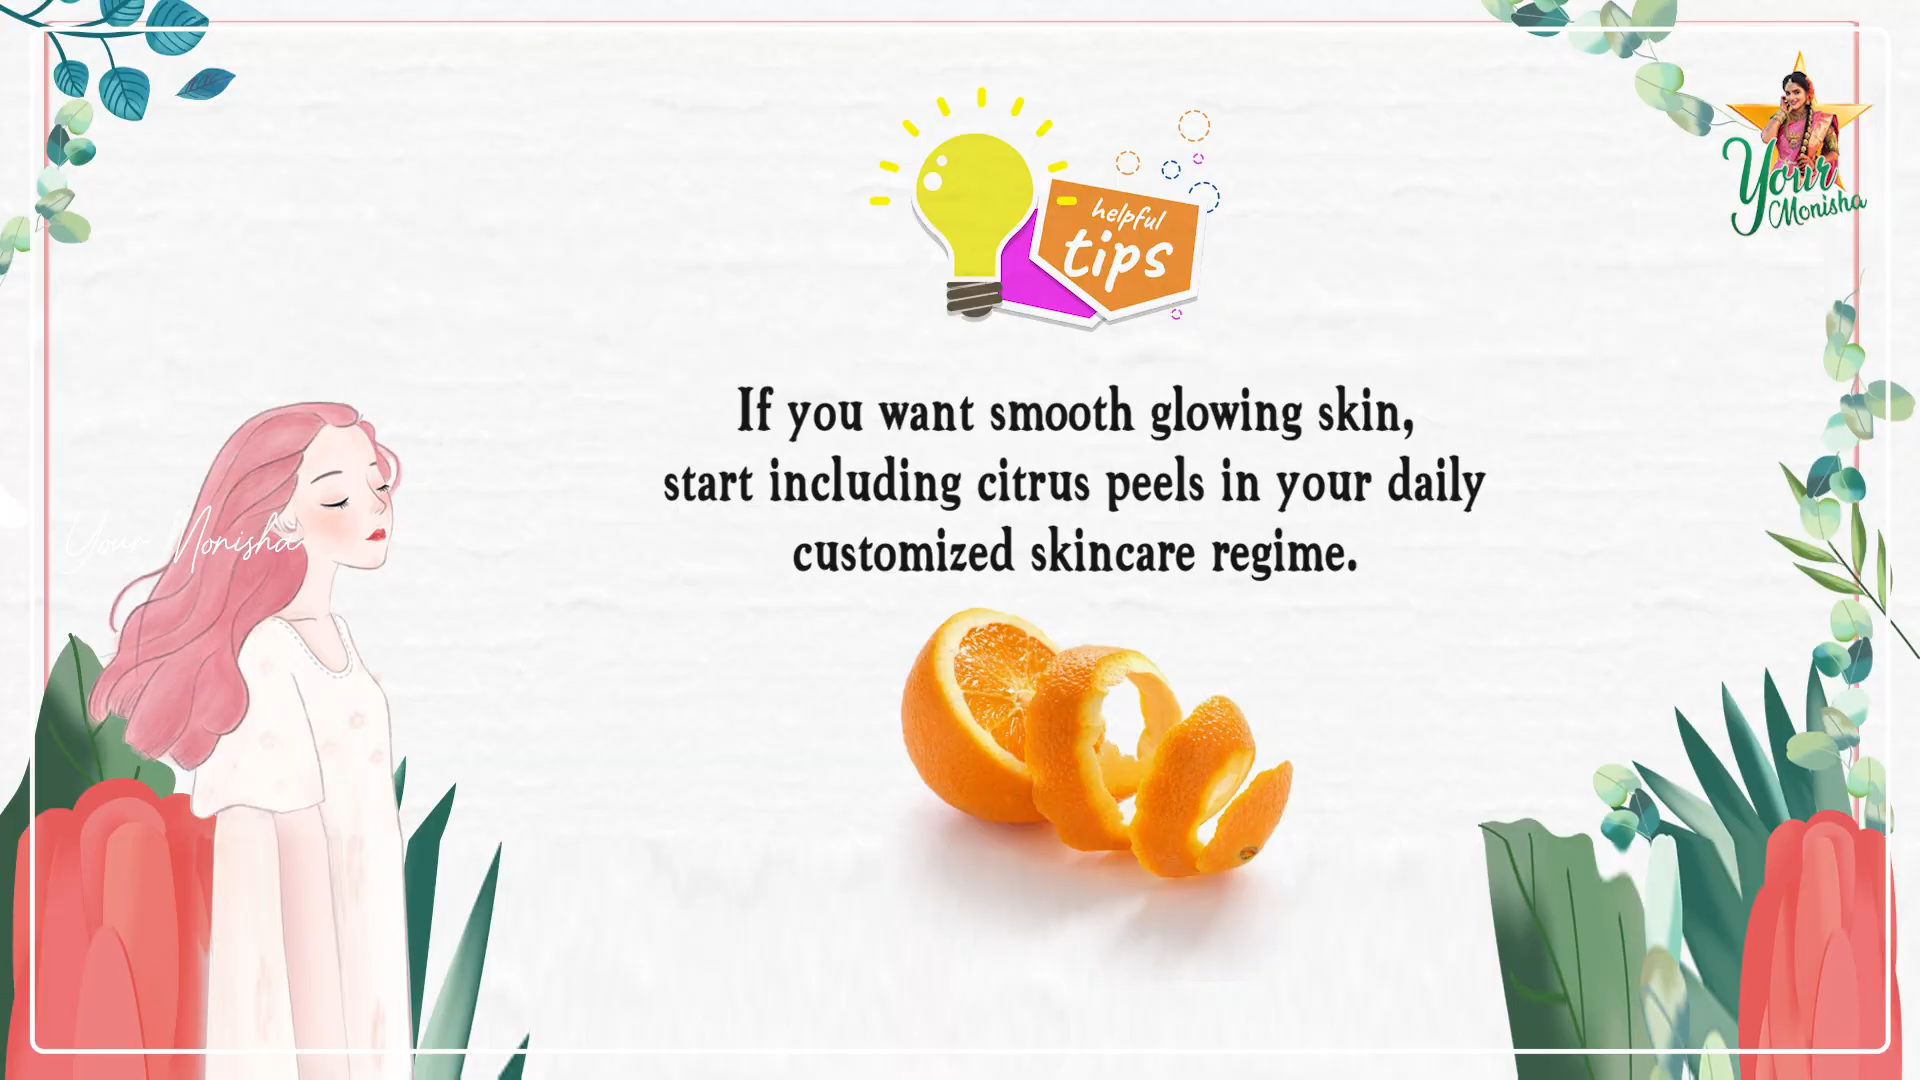 Your Monisha
helpful
tips
If you want smooth glowing skin,
start including citrus peels in your daily
customized skincare regime.
Your Monisha